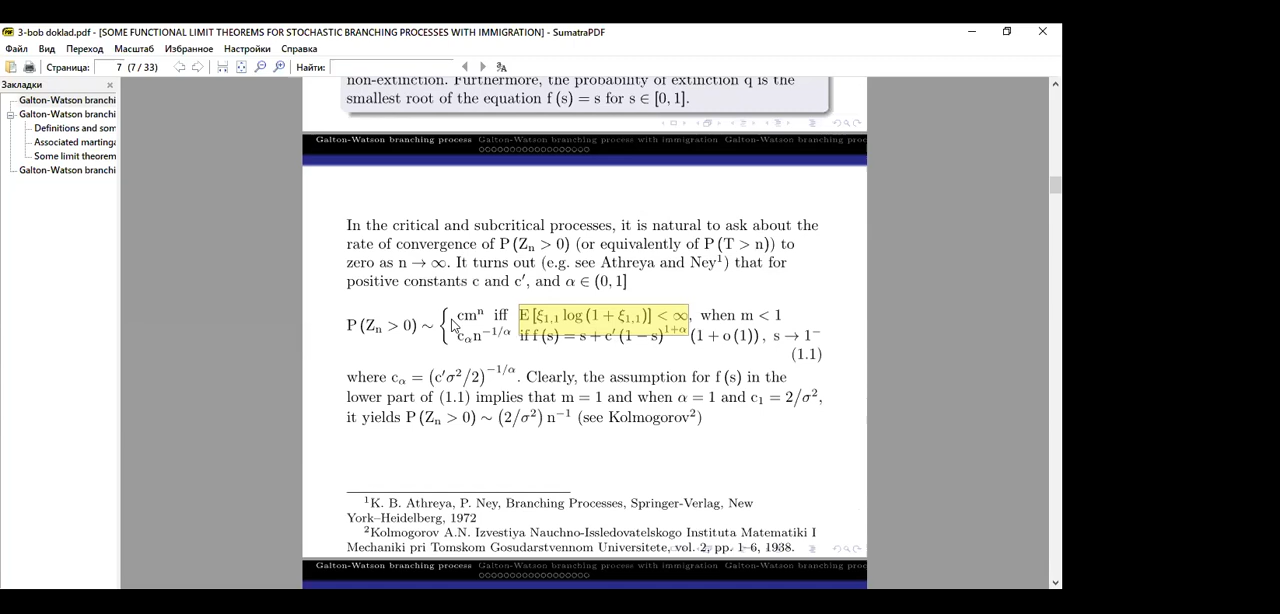 3-bob doklad.pdf - [SOME FUNCTIONAL LIMIT THEOREMS FOR STOCHASTIC BRANCHING PROCESSES WITH IMMIGRATION] - SumatraPDF
Файл Вид Переход Масштаб Избранное Настройки Справка
Страница: 7 (7 / 33) Найти:
Закладки
Galton-Watson branchi
Galton-Watson branchi
Definitions and som
Associated marting
Some limit theorem
Galton-Watson branchi
non-extinction. Furthermore, the probability of extinction q is the
smallest root of the equation f (s) = s for s ∈ [0, 1].
Galton-Watson branching process Galton-Watson branching process with immigration Galton-Watson branching proc
In the critical and subcritical processes, it is natural to ask about the
rate of convergence of P (Zₙ > 0) (or equivalently of P (T > n)) to
zero as n → ∞. It turns out (e.g. see Athreya and Ney¹) that for
positive constants c and c′, and α ∈ (0, 1]
P (Zₙ > 0) ∼ { cmⁿ iff E [ξ₁,₁ log (1 + ξ₁,₁)] < ∞, when m < 1
c_α n^{−1/α} if f (s) = s + c′ (1 − s)^{1+α} (1 + o (1)), s → 1⁻
(1.1)
where c_α = (c′σ²/2)^{−1/α}. Clearly, the assumption for f (s) in the
lower part of (1.1) implies that m = 1 and when α = 1 and c₁ = 2/σ²,
it yields P (Zₙ > 0) ∼ (2/σ²) n⁻¹ (see Kolmogorov²)
¹K. B. Athreya, P. Ney, Branching Processes, Springer-Verlag, New
York–Heidelberg, 1972
²Kolmogorov A.N. Izvestiya Nauchno-Issledovatelskogo Instituta Matematiki I
Mechaniki pri Tomskom Gosudarstvennom Universitete, vol. 2, pp. 1–6, 1938.
Galton-Watson branching process Galton-Watson branching process with immigration Galton-Watson branching proc